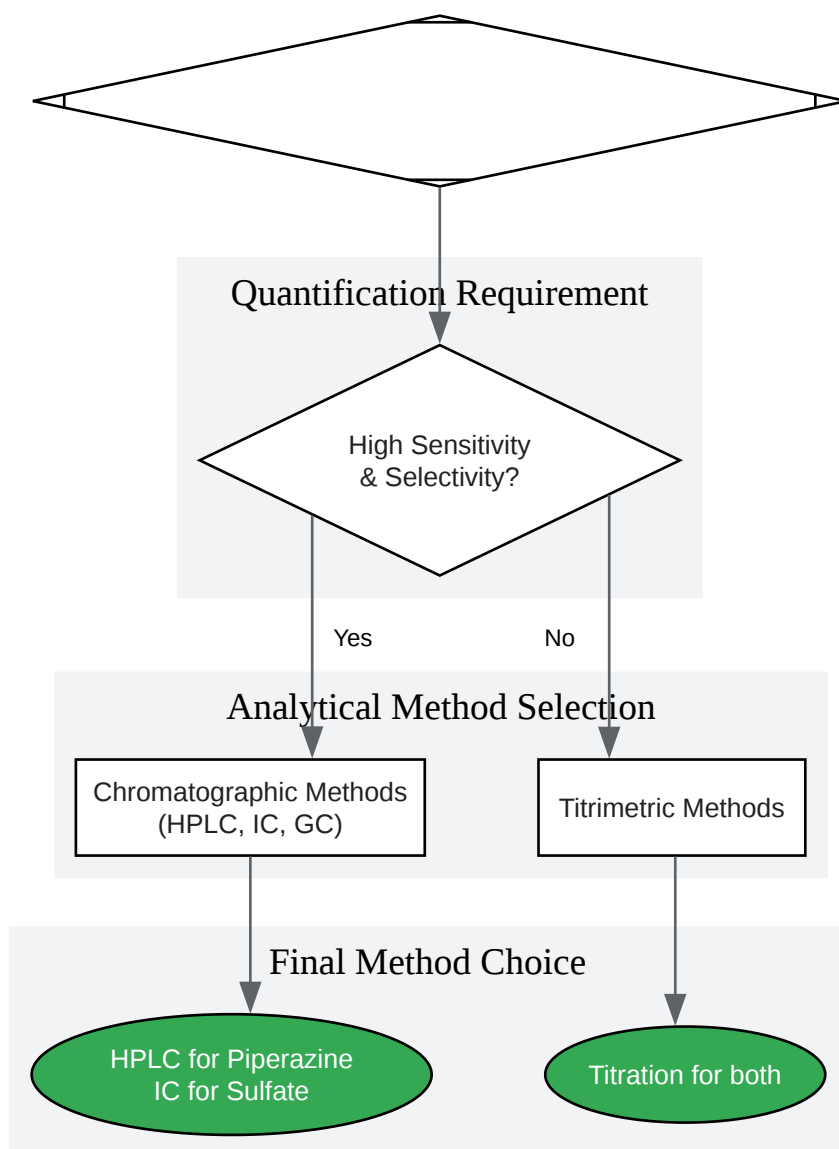 Quantification Requirement
High Sensitivity
& Selectivity?
Yes
No
Analytical Method Selection
Chromatographic Methods
(HPLC, IC, GC)
Titrimetric Methods
Final Method Choice
HPLC for Piperazine
IC for Sulfate
Titration for both